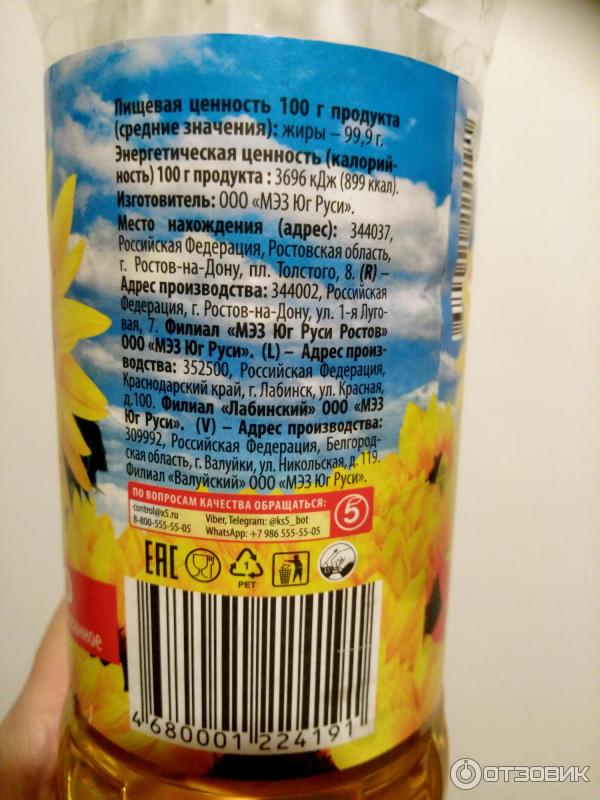 Пищевая ценность 100 г продукта
(средние значения): жиры – 99,9 г.
Энергетическая ценность (калорий-
ность) 100 г продукта : 3696 кДж (899 ккал).
Изготовитель: ООО «МЭЗ Юг Руси».
Место нахождения (адрес): 344037,
Российская Федерация, Ростовская область,
г. Ростов-на-Дону, пл. Толстого, 8. (R) –
Адрес производства: 344002, Российская
Федерация, г. Ростов-на-Дону, ул. 1-я Луго-
вая, 7. Филиал «МЭЗ Юг Руси Ростов»
ООО «МЭЗ Юг Руси». (L) – Адрес произ-
водства: 352500, Российская Федерация,
Краснодарский край, г. Лабинск, ул. Красная,
д.100. Филиал «Лабинский» ООО «МЭЗ
Юг Руси». (V) – Адрес производства:
309992, Российская Федерация, Белгород-
ская область, г. Валуйки, ул. Никольская, д. 119.
Филиал «Валуйский» ООО «МЭЗ Юг Руси».
ПО ВОПРОСАМ КАЧЕСТВА ОБРАЩАТЬСЯ:
control@x5.ru Viber, Telegram: @ks5_bot
8-800-555-55-05 WhatsApp: +7 986 555-55-05
5
EAC
1
PET
ванное
4 680001 224191
ОТЗОВИК